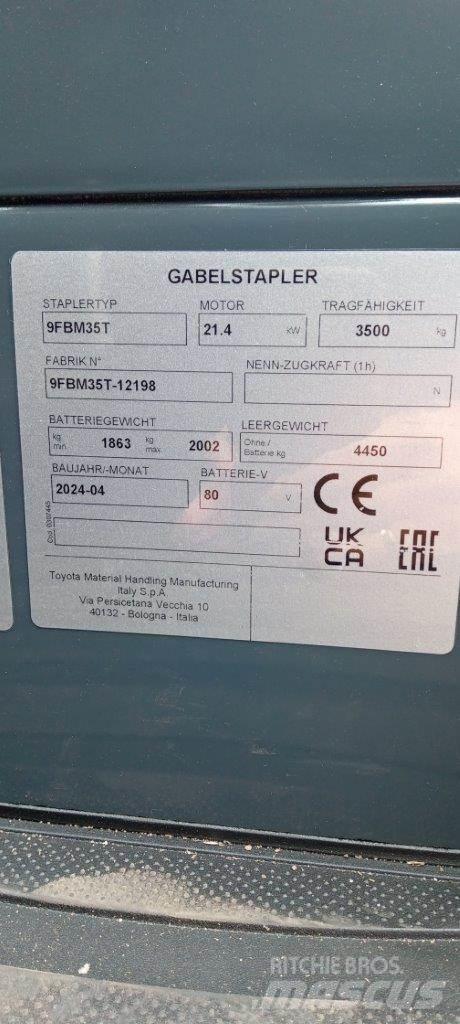 GABELSTAPLER
STAPLERTYP MOTOR TRAGFÄHIGKEIT
9FBM35T 21.4 kW 3500 kg
FABRIK N° NENN-ZUGKRAFT (1h)
9FBM35T-12198 N
BATTERIEGEWICHT LEERGEWICHT
kg min. 1863 kg max. 2002 Ohne / Batterie kg 4450
BAUJAHR/-MONAT BATTERIE-V
2024-04 80 V CE
UK CA EAC
Toyota Material Handling Manufacturing
Italy S.p.A
Via Persicetana Vecchia 10
40132 - Bologna - Italia
RITCHIE BROS.
MASCUS